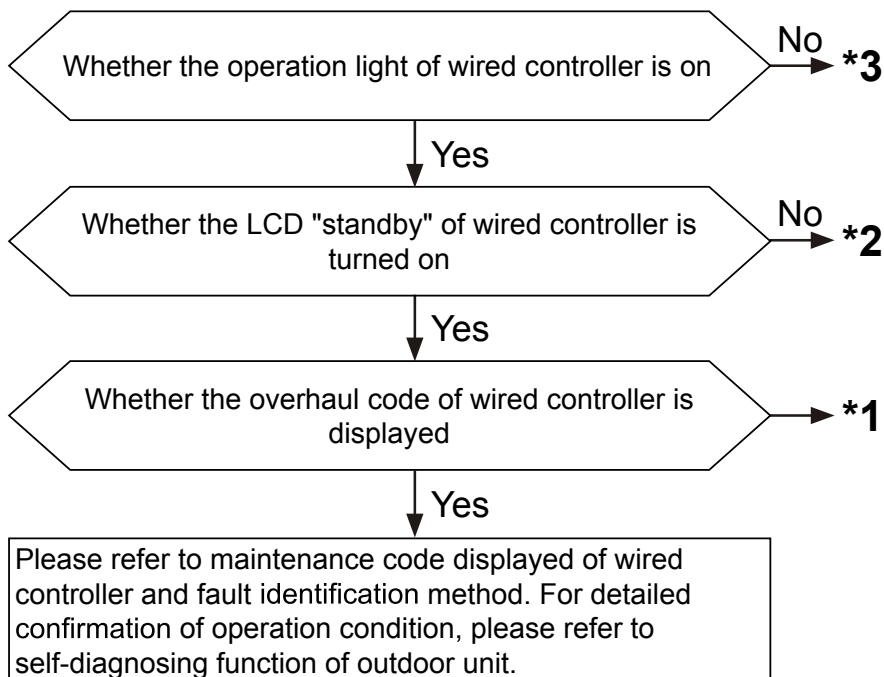 Whether the operation light of wired controller is on
No
*3
Yes
Whether the LCD "standby" of wired controller is
turned on
No
*2
Yes
Whether the overhaul code of wired controller is
displayed
*1
Yes
Please refer to maintenance code displayed of wired
controller and fault identification method. For detailed
confirmation of operation condition, please refer to
self-diagnosing function of outdoor unit.